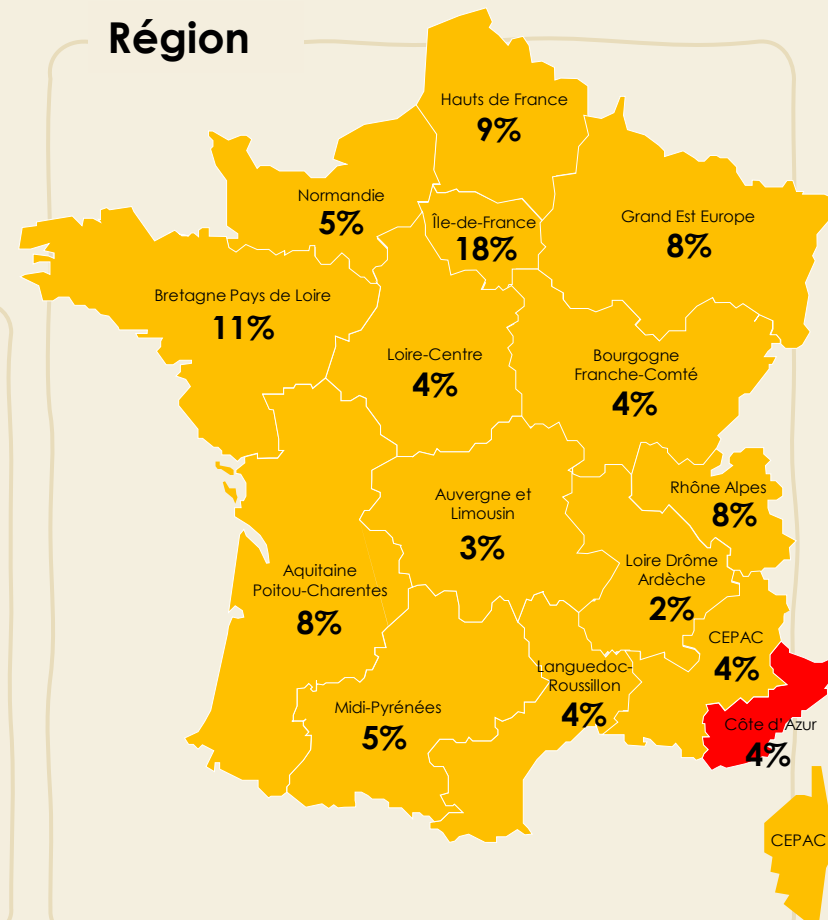 Région
Hauts de France
9%
Normandie
5%
Île-de-France
18%
Grand Est Europe
8%
Bretagne Pays de Loire
11%
Loire-Centre
4%
Bourgogne
Franche-Comté
4%
Auvergne et
Limousin
3%
Rhône Alpes
8%
Loire Drôme
Ardèche
2%
Aquitaine
Poitou-Charentes
8%
CEPAC
4%
Languedoc-
Roussillon
4%
Midi-Pyrénées
5%
Côte d'Azur
4%
CEPAC